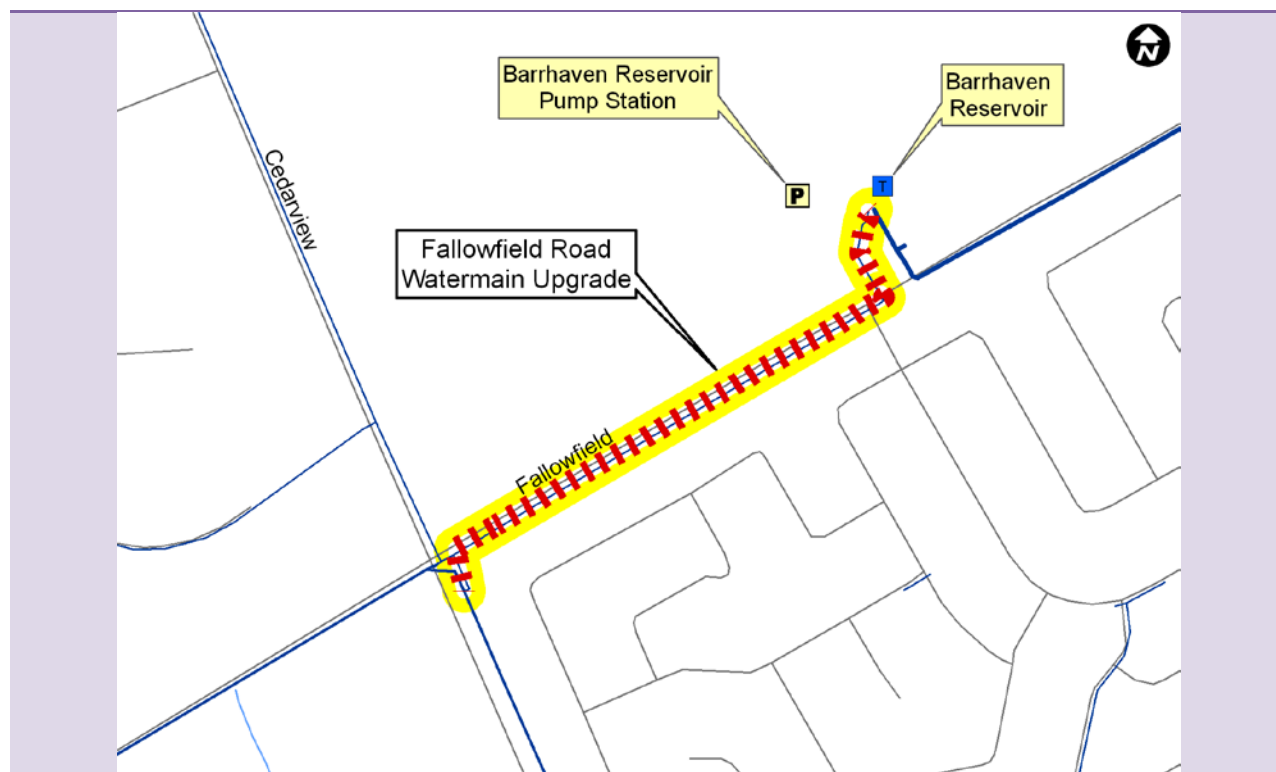 N
Barrhaven Reservoir
Pump Station
Barrhaven
Reservoir
Cedarview
P
T
Fallowfield Road
Watermain Upgrade
Fallowfield